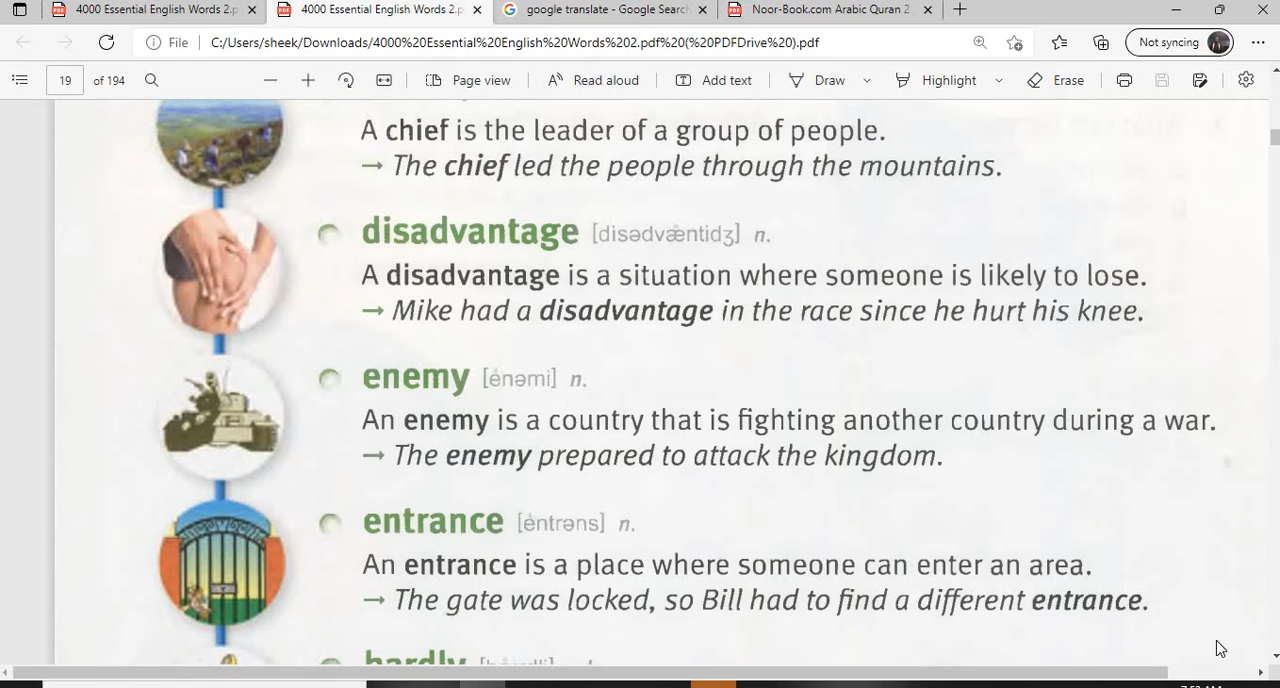 4000 Essential English Words 2.p
4000 Essential English Words 2.p
google translate - Google Search
Noor-Book.com Arabic Quran 2
File
C:/Users/sheek/Downloads/4000%20Essential%20English%20Words%202.pdf%20(%20PDFDrive%20).pdf
Not syncing
19 of 194
Page view
Read aloud
Add text
Draw
Highlight
Erase
A chief is the leader of a group of people.
→ The chief led the people through the mountains.
disadvantage [disədvǽntidʒ] n.
A disadvantage is a situation where someone is likely to lose.
→ Mike had a disadvantage in the race since he hurt his knee.
enemy [énəmi] n.
An enemy is a country that is fighting another country during a war.
→ The enemy prepared to attack the kingdom.
entrance [éntrəns] n.
An entrance is a place where someone can enter an area.
→ The gate was locked, so Bill had to find a different entrance.
hardly